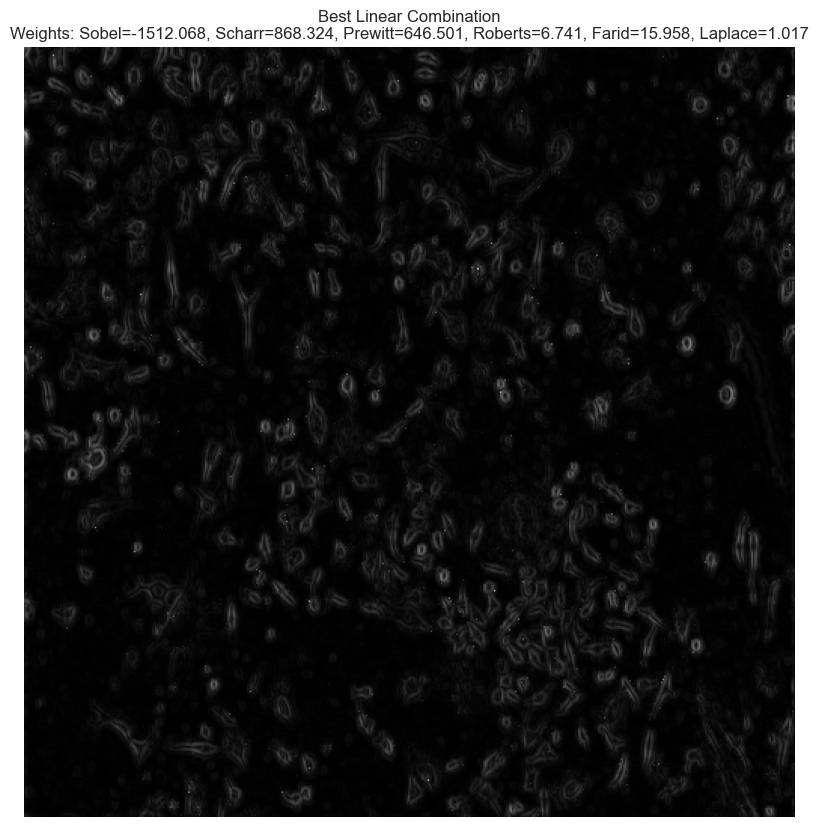 Best Linear Combination
Weights: Sobel=-1512.068, Scharr=868.324, Prewitt=646.501, Roberts=6.741, Farid=15.958, Laplace=1.017